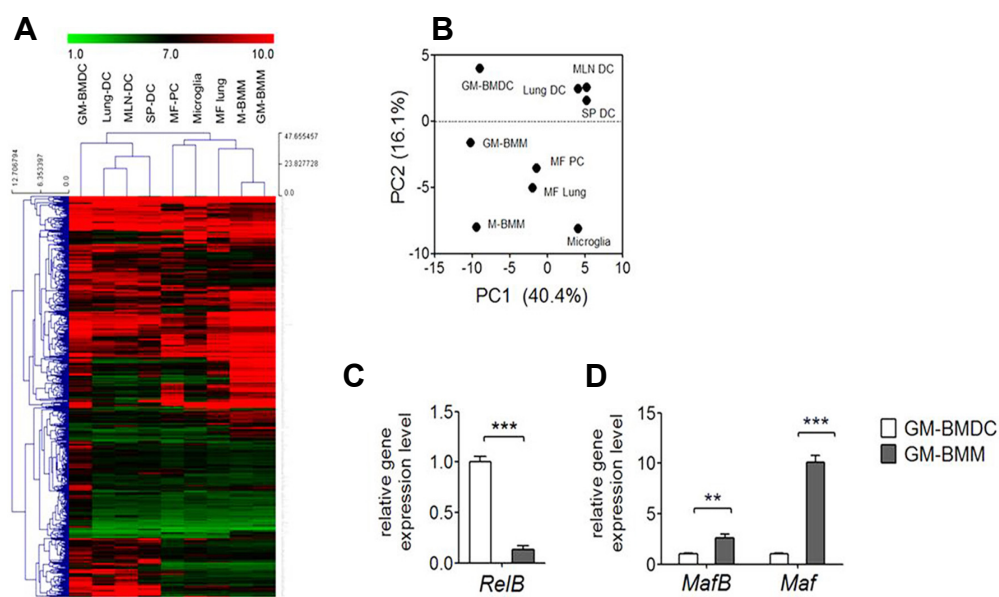 A
1.0 7.0 10.0
GM-BMDC
Lung-DC
MLN-DC
SP-DC
MF-PC
Microglia
MF lung
M-BMM
GM-BMM
47.655457
23.827728
0.0
12.706794
6.353397
0.0
B
PC2 (16.1%)
5
0
-5
-10
GM-BMDC
MLN DC
Lung DC
SP DC
GM-BMM
MF PC
MF Lung
M-BMM
Microglia
-15 -10 -5 0 5 10
PC1 (40.4%)
C
relative gene
expression level
1.5
1.0
0.5
0.0
***
RelB
D
relative gene
expression level
15
10
5
0
**
***
MafB Maf
GM-BMDC
GM-BMM